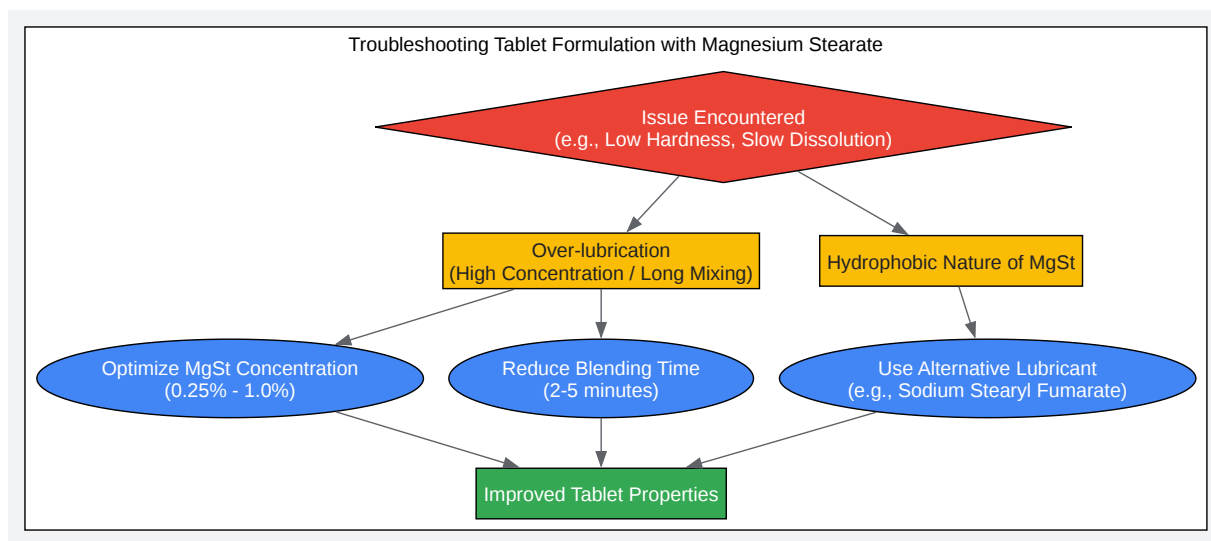 Troubleshooting Tablet Formulation with Magnesium Stearate
Issue Encountered
(e.g., Low Hardness, Slow Dissolution)
Over-lubrication
(High Concentration / Long Mixing)
Hydrophobic Nature of MgSt
Optimize MgSt Concentration
(0.25% - 1.0%)
Reduce Blending Time
(2-5 minutes)
Use Alternative Lubricant
(e.g., Sodium Stearyl Fumarate)
Improved Tablet Properties